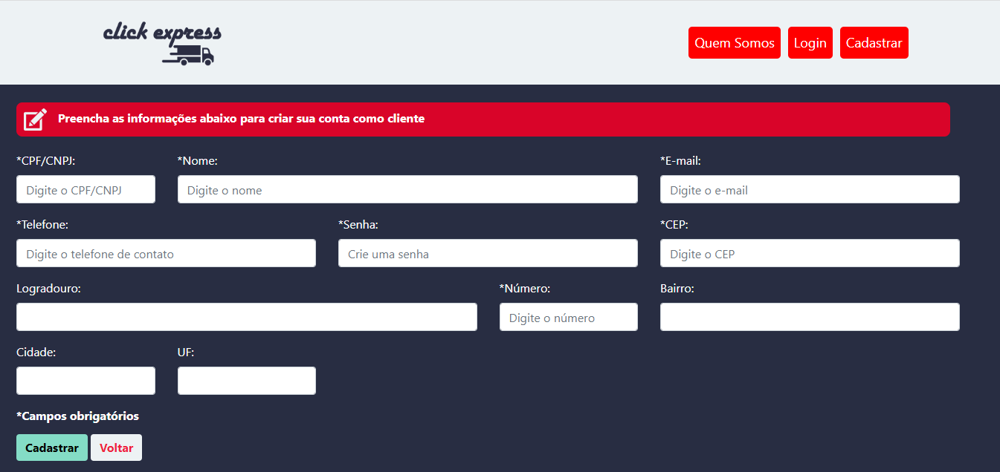 click express
Quem Somos Login Cadastrar
Preencha as informações abaixo para criar sua conta como cliente
*CPF/CNPJ: *Nome: *E-mail:
Digite o CPF/CNPJ Digite o nome Digite o e-mail
*Telefone: *Senha: *CEP:
Digite o telefone de contato Crie uma senha Digite o CEP
Logradouro: *Número: Bairro:
Digite o número
Cidade: UF:
*Campos obrigatórios
Cadastrar Voltar